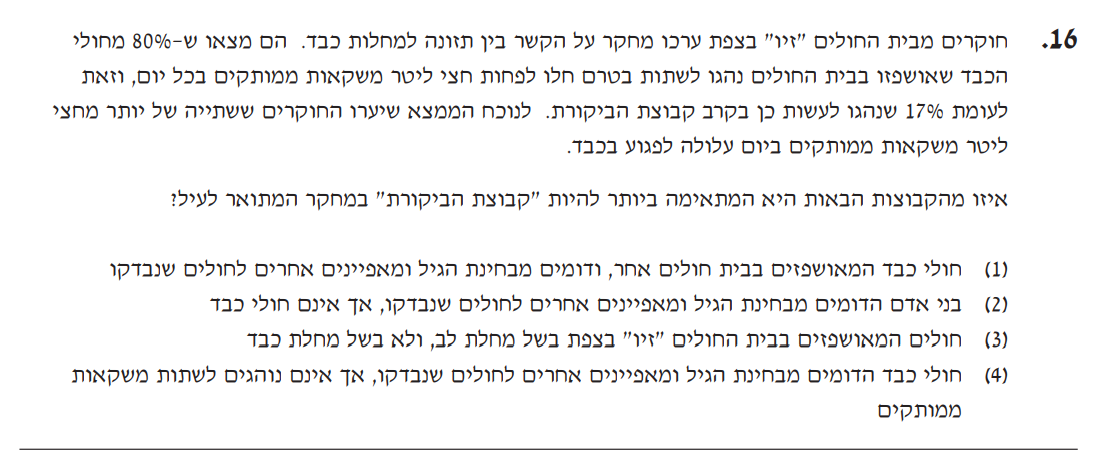 16. חוקרים מבית החולים "זיו" בצפת ערכו מחקר על הקשר בין תזונה למחלות כבד. הם מצאו ש-80% מחולי
הכבד שאושפזו בבית החולים נהגו לשתות בטרם חלו לפחות חצי ליטר משקאות ממותקים בכל יום, וזאת
לעומת 17% שנהגו לעשות כן בקרב קבוצת הביקורת. לנוכח הממצא שיערו החוקרים ששתייה של יותר מחצי
ליטר משקאות ממותקים ביום עלולה לפגוע בכבד.
איזו מהקבוצות הבאות היא המתאימה ביותר להיות "קבוצת הביקורת" במחקר המתואר לעיל?
(1) חולי כבד המאושפזים בבית חולים אחר, ודומים מבחינת הגיל ומאפיינים אחרים לחולים שנבדקו
(2) בני אדם הדומים מבחינת הגיל ומאפיינים אחרים לחולים שנבדקו, אך אינם חולי כבד
(3) חולים המאושפזים בבית החולים "זיו" בצפת בשל מחלת לב, ולא בשל מחלת כבד
(4) חולי כבד הדומים מבחינת הגיל ומאפיינים אחרים לחולים שנבדקו, אך אינם נוהגים לשתות משקאות
ממותקים